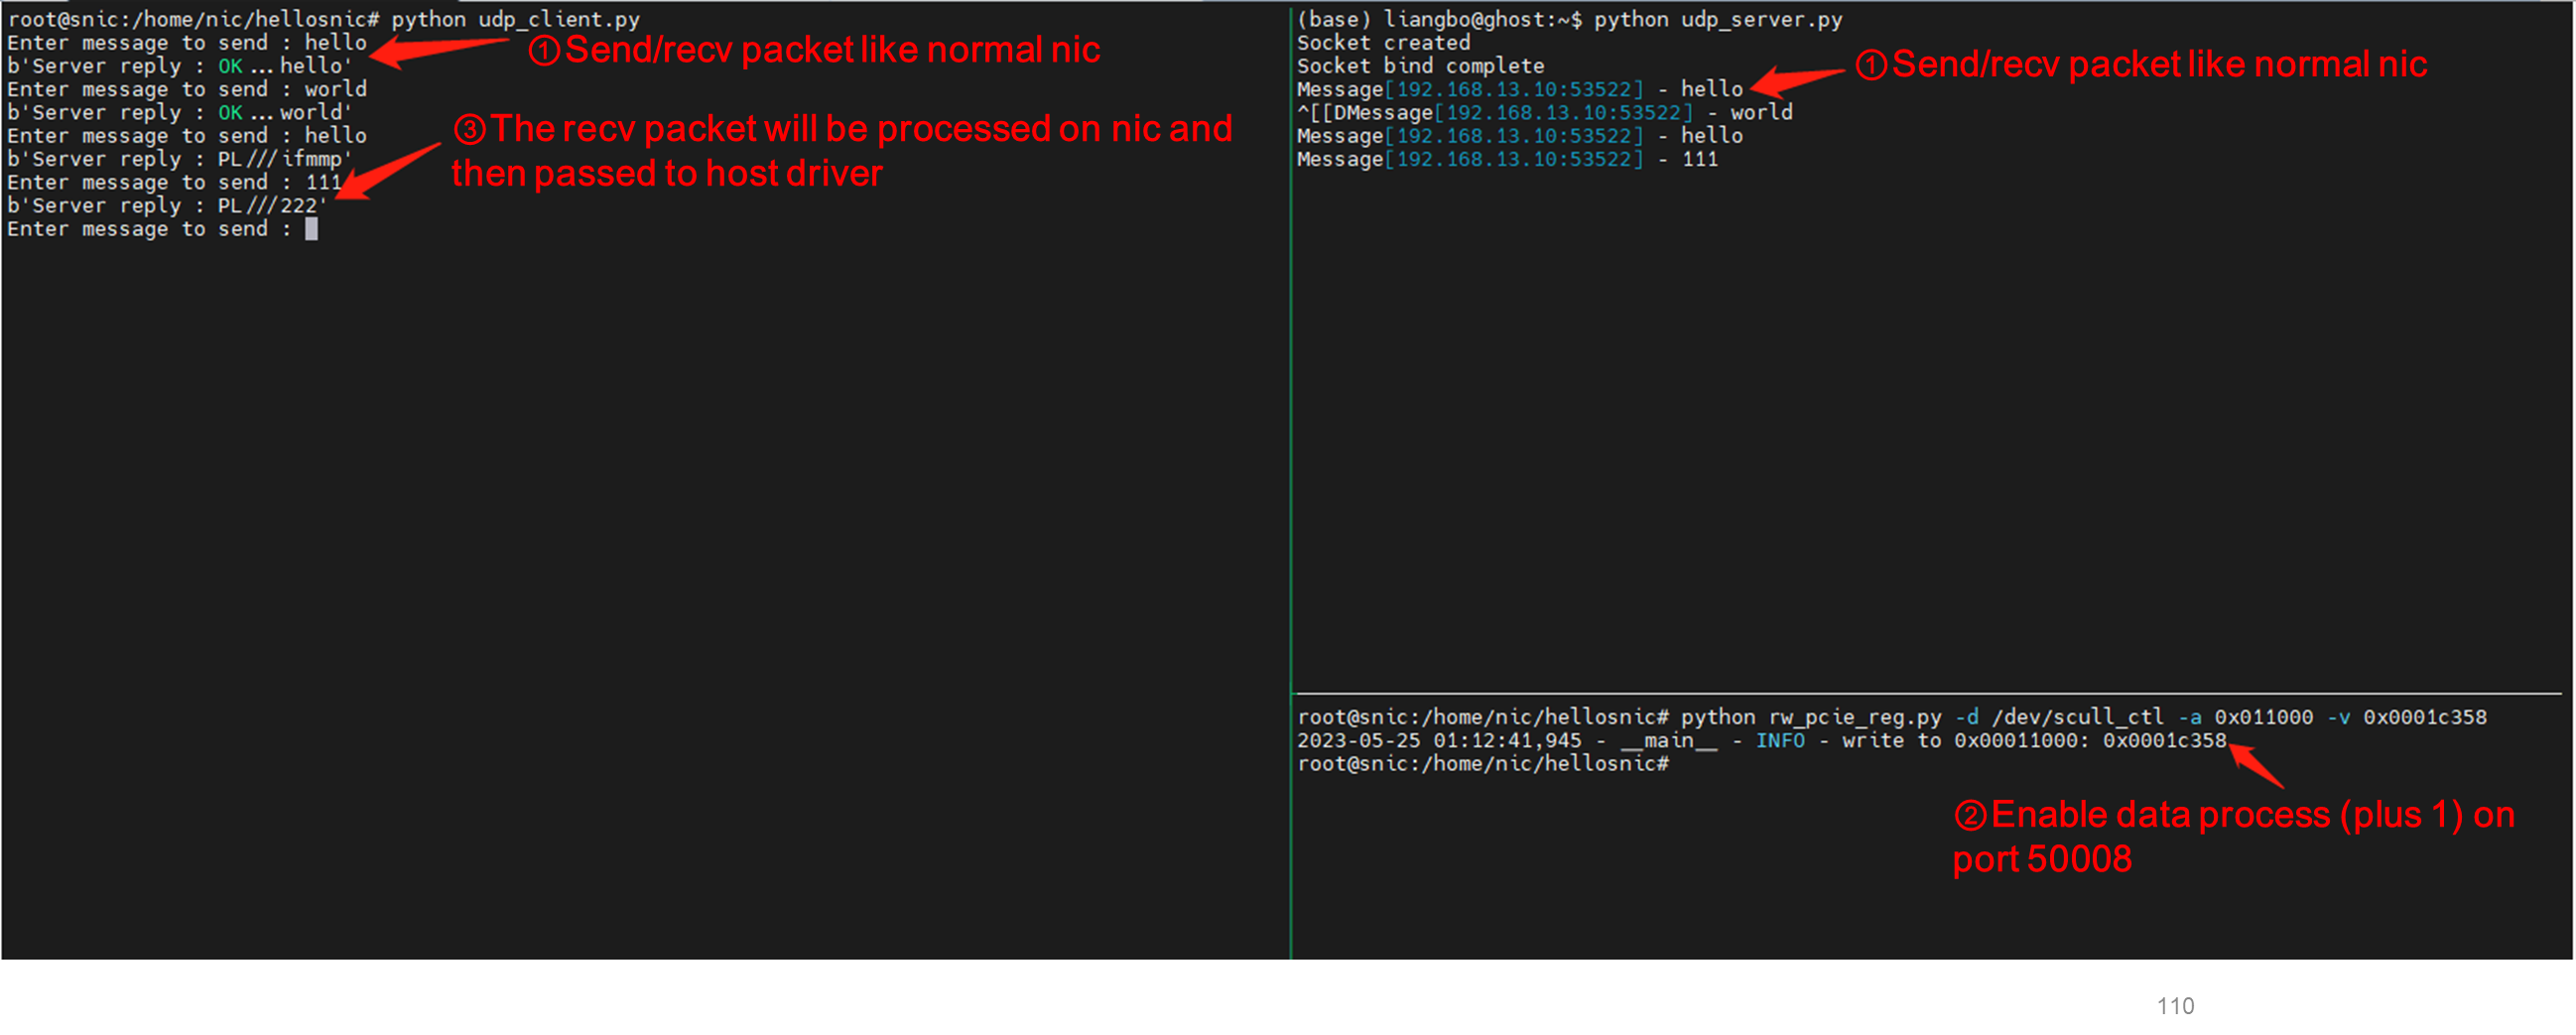 root@snic:/home/nic/hellosnic# python udp_client.py
Enter message to send : hello
b'Server reply : OK...hello'
Enter message to send : world
b'Server reply : OK...world'
Enter message to send : hello
b'Server reply : PL///ifmmp'
Enter message to send : 111
b'Server reply : PL///222'
Enter message to send :
①Send/recv packet like normal nic
③The recv packet will be processed on nic and
then passed to host driver
(base) liangbo@ghost:~$ python udp_server.py
Socket created
Socket bind complete
Message[192.168.13.10:53522] - hello
^[[DMessage[192.168.13.10:53522] - world
Message[192.168.13.10:53522] - hello
Message[192.168.13.10:53522] - 111
①Send/recv packet like normal nic
root@snic:/home/nic/hellosnic# python rw_pcie_reg.py -d /dev/scull_ctl -a 0x011000 -v 0x0001c358
2023-05-25 01:12:41,945 - __main__ - INFO - write to 0x00011000: 0x0001c358
root@snic:/home/nic/hellosnic#
②Enable data process (plus 1) on
port 50008
110